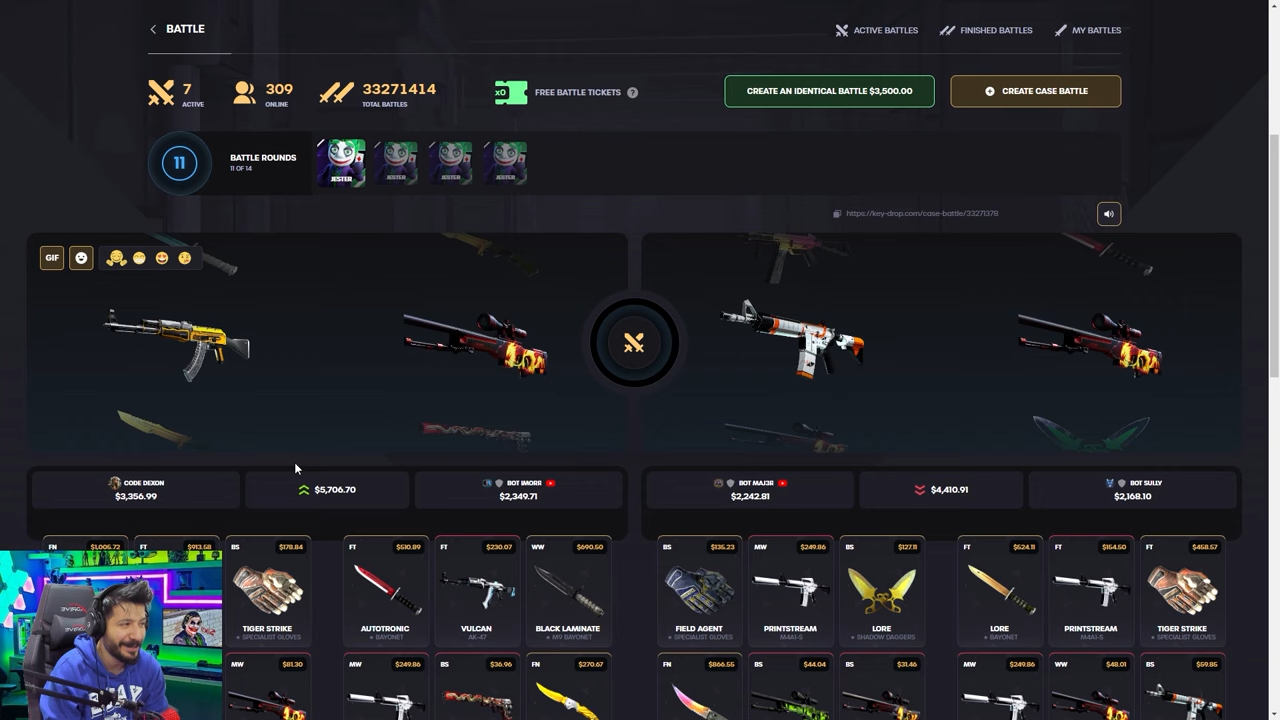 BATTLE
ACTIVE BATTLES
FINISHED BATTLES
MY BATTLES
7
ACTIVE
309
ONLINE
33271414
TOTAL BATTLES
x0
FREE BATTLE TICKETS ?
CREATE AN IDENTICAL BATTLE $3,500.00
CREATE CASE BATTLE
11
BATTLE ROUNDS
11 OF 14
JESTER
JESTER
JESTER
JESTER
https://key-drop.com/case-battle/33271378
GIF
CODE DEXON
$3,356.99
$5,706.70
BOT IMORR
$2,349.71
BOT MAJ3R
$2,242.81
$4,410.91
BOT SULLY
$2,168.10
FN $1,005.72
FT $913.58
BS $178.84
FT $510.89
FT $230.07
WW $690.50
BS $135.23
MW $249.86
BS $127.11
FT $524.11
FT $154.50
FT $458.57
TIGER STRIKE
★ SPECIALIST GLOVES
AUTOTRONIC
★ BAYONET
VULCAN
AK-47
BLACK LAMINATE
★ M9 BAYONET
FIELD AGENT
★ SPECIALIST GLOVES
PRINTSTREAM
M4A1-S
LORE
★ SHADOW DAGGERS
LORE
★ BAYONET
PRINTSTREAM
M4A1-S
TIGER STRIKE
★ SPECIALIST GLOVES
MW $81.30
MW $249.86
BS $36.96
FN $270.67
FN $866.55
BS $44.04
BS $31.46
MW $249.86
WW $48.01
BS $59.85